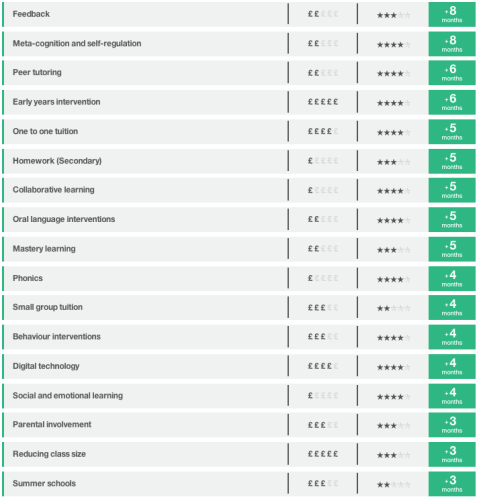 Feedback £££££ ★★★☆☆ +8 months
Meta-cognition and self-regulation £££££ ★★★★☆ +8 months
Peer tutoring £££££ ★★★★☆ +6 months
Early years intervention £££££ ★★★★☆ +6 months
One to one tuition £££££ ★★★★☆ +5 months
Homework (Secondary) £££££ ★★★☆☆ +5 months
Collaborative learning £££££ ★★★★☆ +5 months
Oral language interventions £££££ ★★★★☆ +5 months
Mastery learning £££££ ★★★☆☆ +5 months
Phonics £££££ ★★★★☆ +4 months
Small group tuition £££££ ★★☆☆☆ +4 months
Behaviour interventions £££££ ★★★★☆ +4 months
Digital technology £££££ ★★★★☆ +4 months
Social and emotional learning £££££ ★★★★☆ +4 months
Parental involvement £££££ ★★★☆☆ +3 months
Reducing class size £££££ ★★★☆☆ +3 months
Summer schools £££££ ★★☆☆☆ +3 months